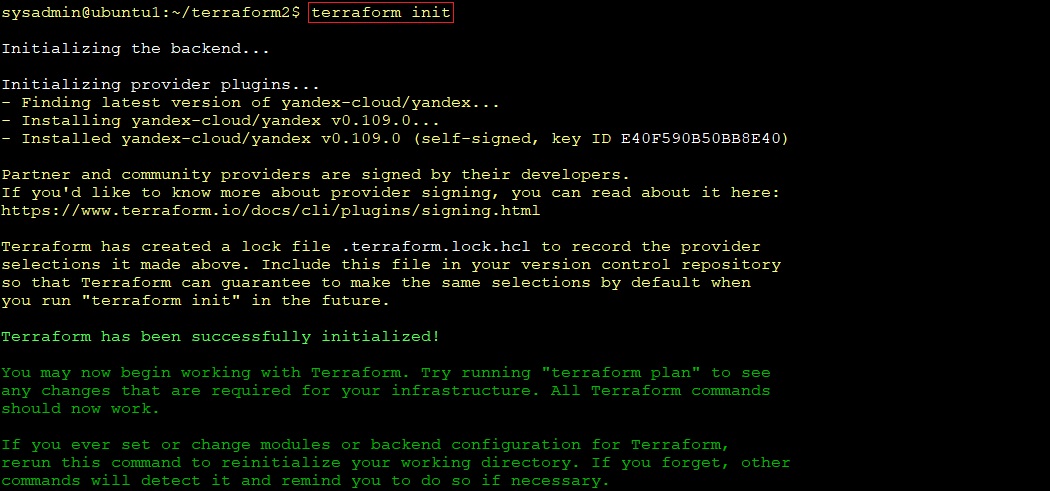 sysadmin@ubuntu1:~/terraform2$ terraform init
Initializing the backend...
Initializing provider plugins...
- Finding latest version of yandex-cloud/yandex...
- Installing yandex-cloud/yandex v0.109.0...
- Installed yandex-cloud/yandex v0.109.0 (self-signed, key ID E40F590B50BB8E40)
Partner and community providers are signed by their developers.
If you'd like to know more about provider signing, you can read about it here:
https://www.terraform.io/docs/cli/plugins/signing.html
Terraform has created a lock file .terraform.lock.hcl to record the provider
selections it made above. Include this file in your version control repository
so that Terraform can guarantee to make the same selections by default when
you run "terraform init" in the future.
Terraform has been successfully initialized!
You may now begin working with Terraform. Try running "terraform plan" to see
any changes that are required for your infrastructure. All Terraform commands
should now work.
If you ever set or change modules or backend configuration for Terraform,
rerun this command to reinitialize your working directory. If you forget, other
commands will detect it and remind you to do so if necessary.